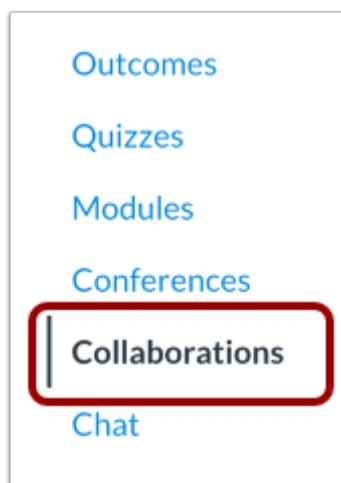 Outcomes
Quizzes
Modules
Conferences
Collaborations
Chat